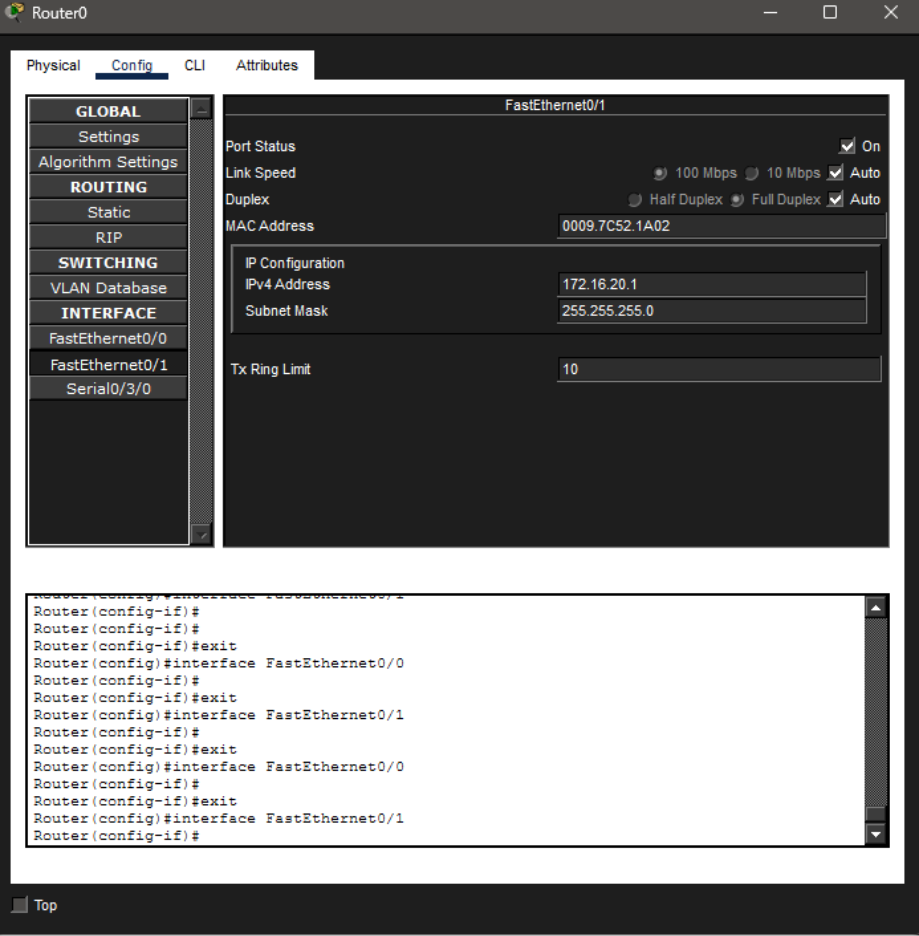 Router0
Physical Config CLI Attributes
GLOBAL
Settings
Algorithm Settings
ROUTING
Static
RIP
SWITCHING
VLAN Database
INTERFACE
FastEthernet0/0
FastEthernet0/1
Serial0/3/0
FastEthernet0/1
Port Status On
Link Speed 100 Mbps 10 Mbps Auto
Duplex Half Duplex Full Duplex Auto
MAC Address 0009.7C52.1A02
IP Configuration
IPv4 Address 172.16.20.1
Subnet Mask 255.255.255.0
Tx Ring Limit 10
Router(config)#interface FastEthernet0/1
Router(config-if)#
Router(config-if)#
Router(config-if)#exit
Router(config)#interface FastEthernet0/0
Router(config-if)#
Router(config-if)#exit
Router(config)#interface FastEthernet0/1
Router(config-if)#
Router(config-if)#exit
Router(config)#interface FastEthernet0/0
Router(config-if)#
Router(config-if)#exit
Router(config)#interface FastEthernet0/1
Router(config-if)#
Top